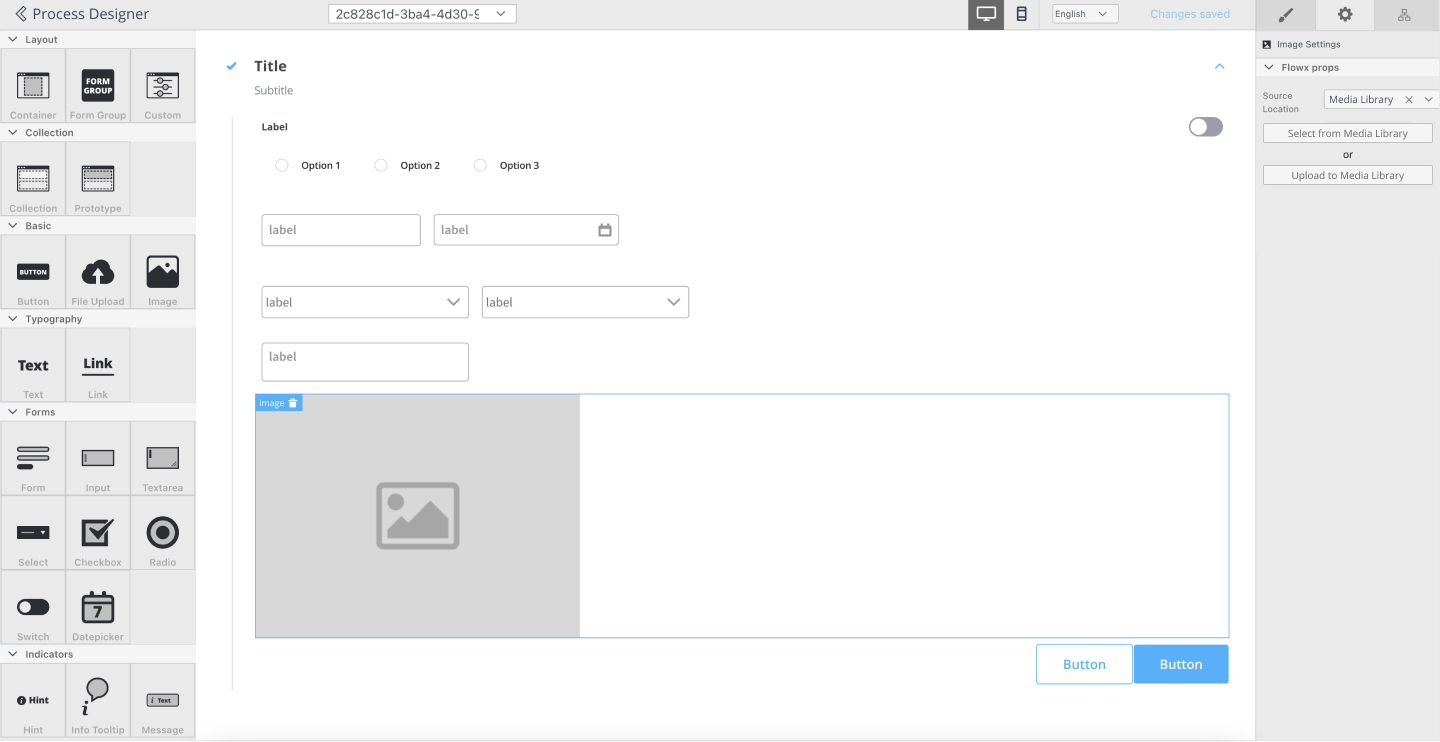 Process Designer
2c828c1d-3ba4-4d30-9
English
Changes saved
Layout
FORM
GROUP
Container
Form Group
Custom
Collection
Collection
Prototype
Basic
BUTTON
Button
File Upload
Image
Typography
Text
Link
Text
Link
Forms
Form
Input
Textarea
Select
Checkbox
Radio
7
Switch
Datepicker
Indicators
i Hint
i
i Text
Hint
Info Tooltip
Message
Title
Subtitle
Label
Option 1
Option 2
Option 3
label
label
label
label
label
image
Button
Button
Image Settings
Flowx props
Source
Location
Media Library
Select from Media Library
or
Upload to Media Library